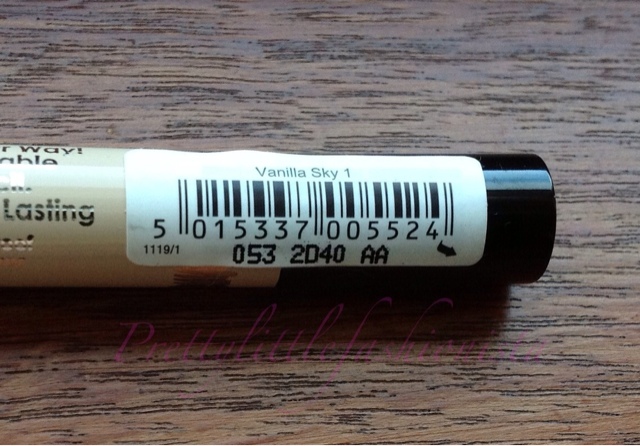 way!
able
Lasting
Vanilla Sky 1
5 015337 005524
1119/1
053 2D40 AA